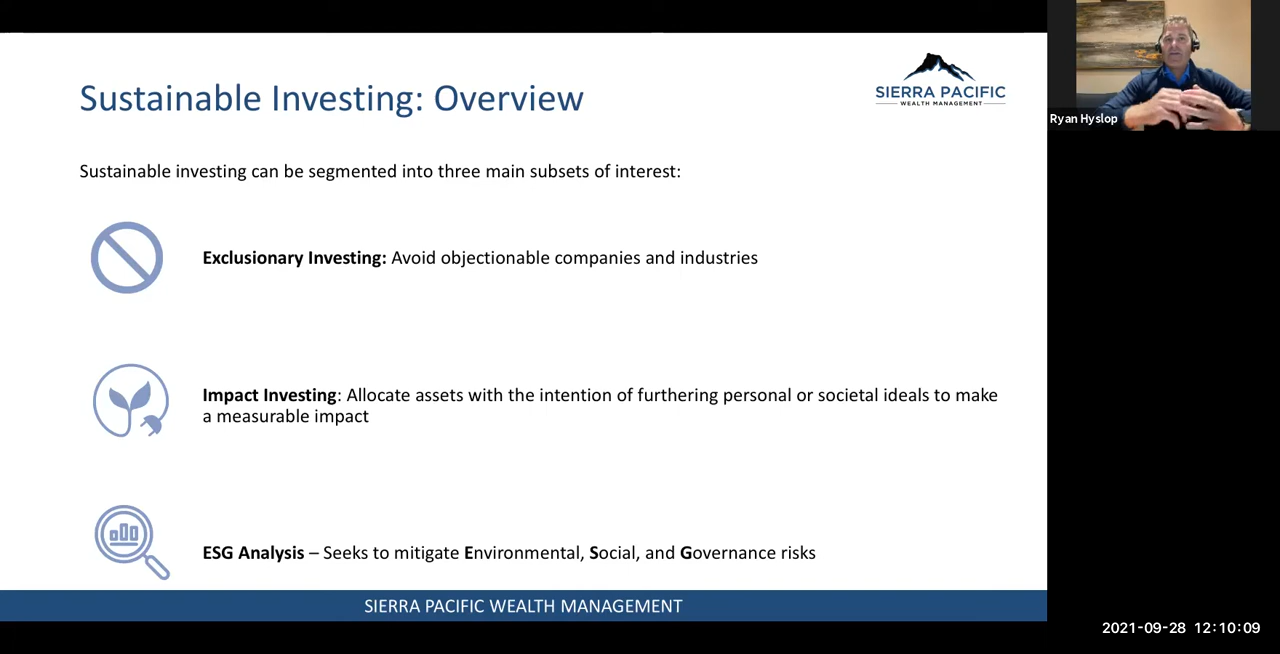 Sustainable Investing: Overview
SIERRA PACIFIC
WEALTH MANAGEMENT
Ryan Hyslop
Sustainable investing can be segmented into three main subsets of interest:
Exclusionary Investing: Avoid objectionable companies and industries
Impact Investing: Allocate assets with the intention of furthering personal or societal ideals to make
a measurable impact
ESG Analysis – Seeks to mitigate Environmental, Social, and Governance risks
SIERRA PACIFIC WEALTH MANAGEMENT
2021-09-28 12:10:09